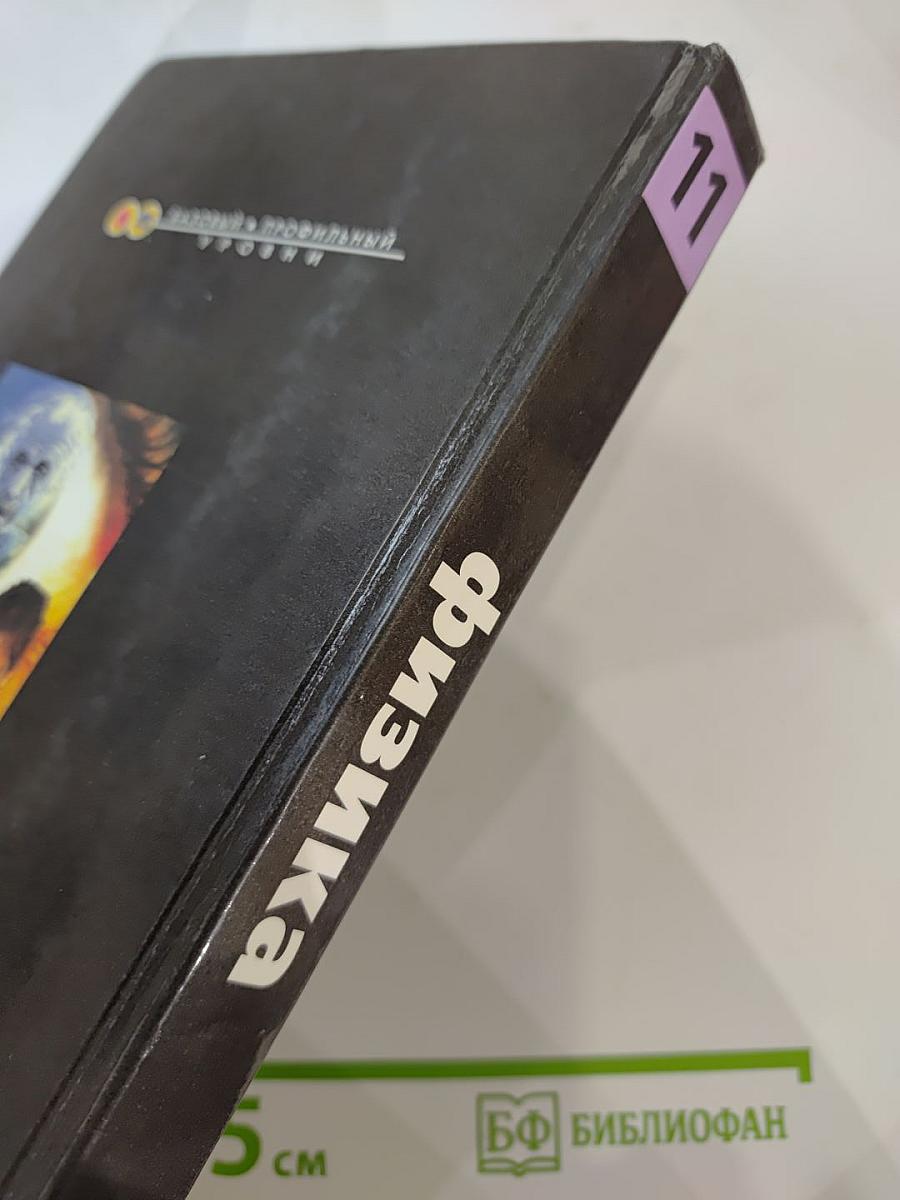 БАЗОВЫЙ И ПРОФИЛЬНЫЙ
УРОВНИ
11
физика
5 см
БФ БИБЛИОФАН